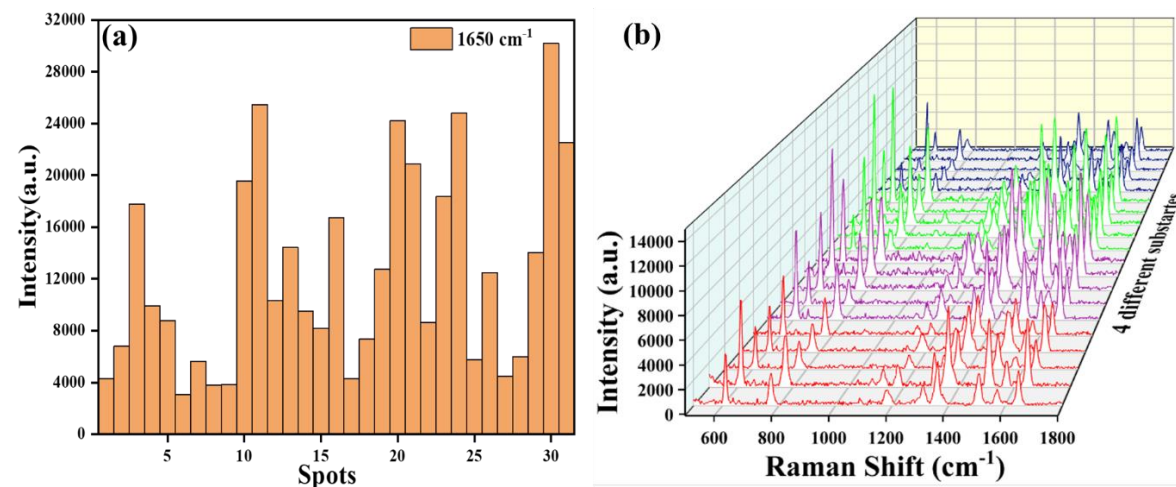 (a)
1650 cm-1
32000
28000
24000
20000
16000
12000
8000
4000
0
Intensity(a.u.)
5 10 15 20 25 30
Spots
(b)
14000
12000
10000
8000
6000
4000
2000
0
Intensity (a.u.)
600 800 1000 1200 1400 1600 1800
Raman Shift (cm-1)
4 different substartes